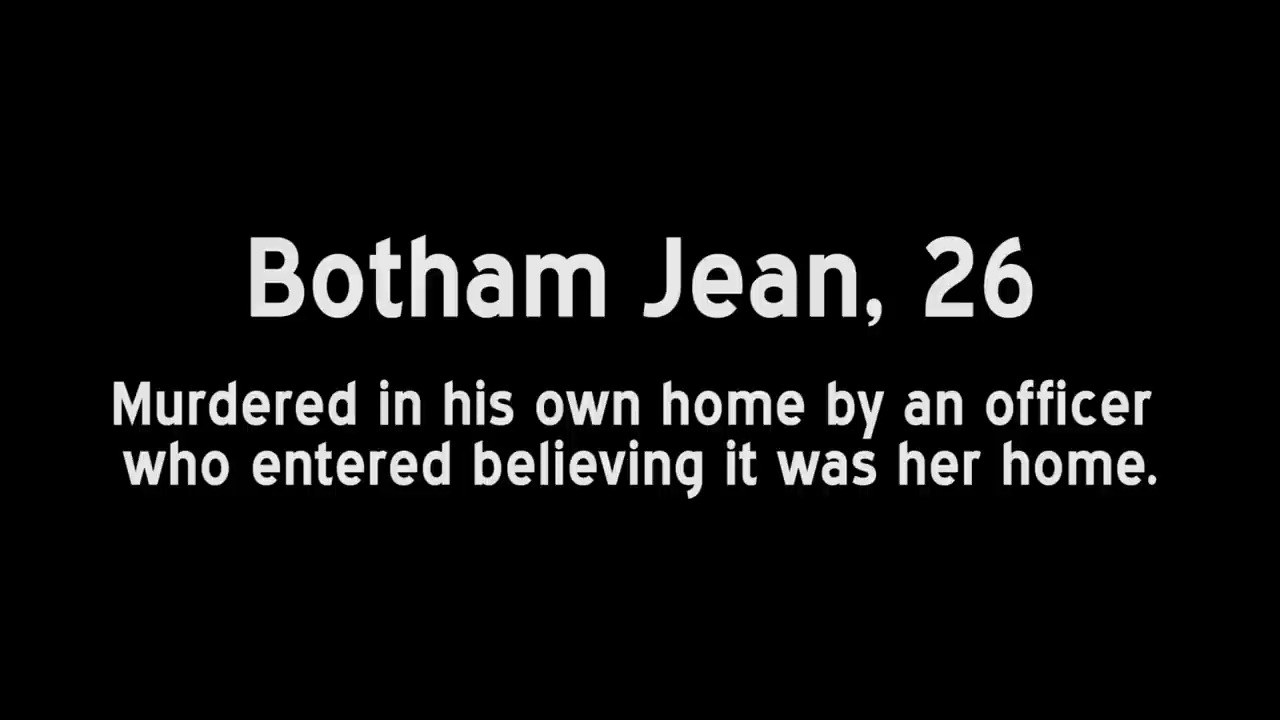 Botham Jean, 26
Murdered in his own home by an officer
who entered believing it was her home.